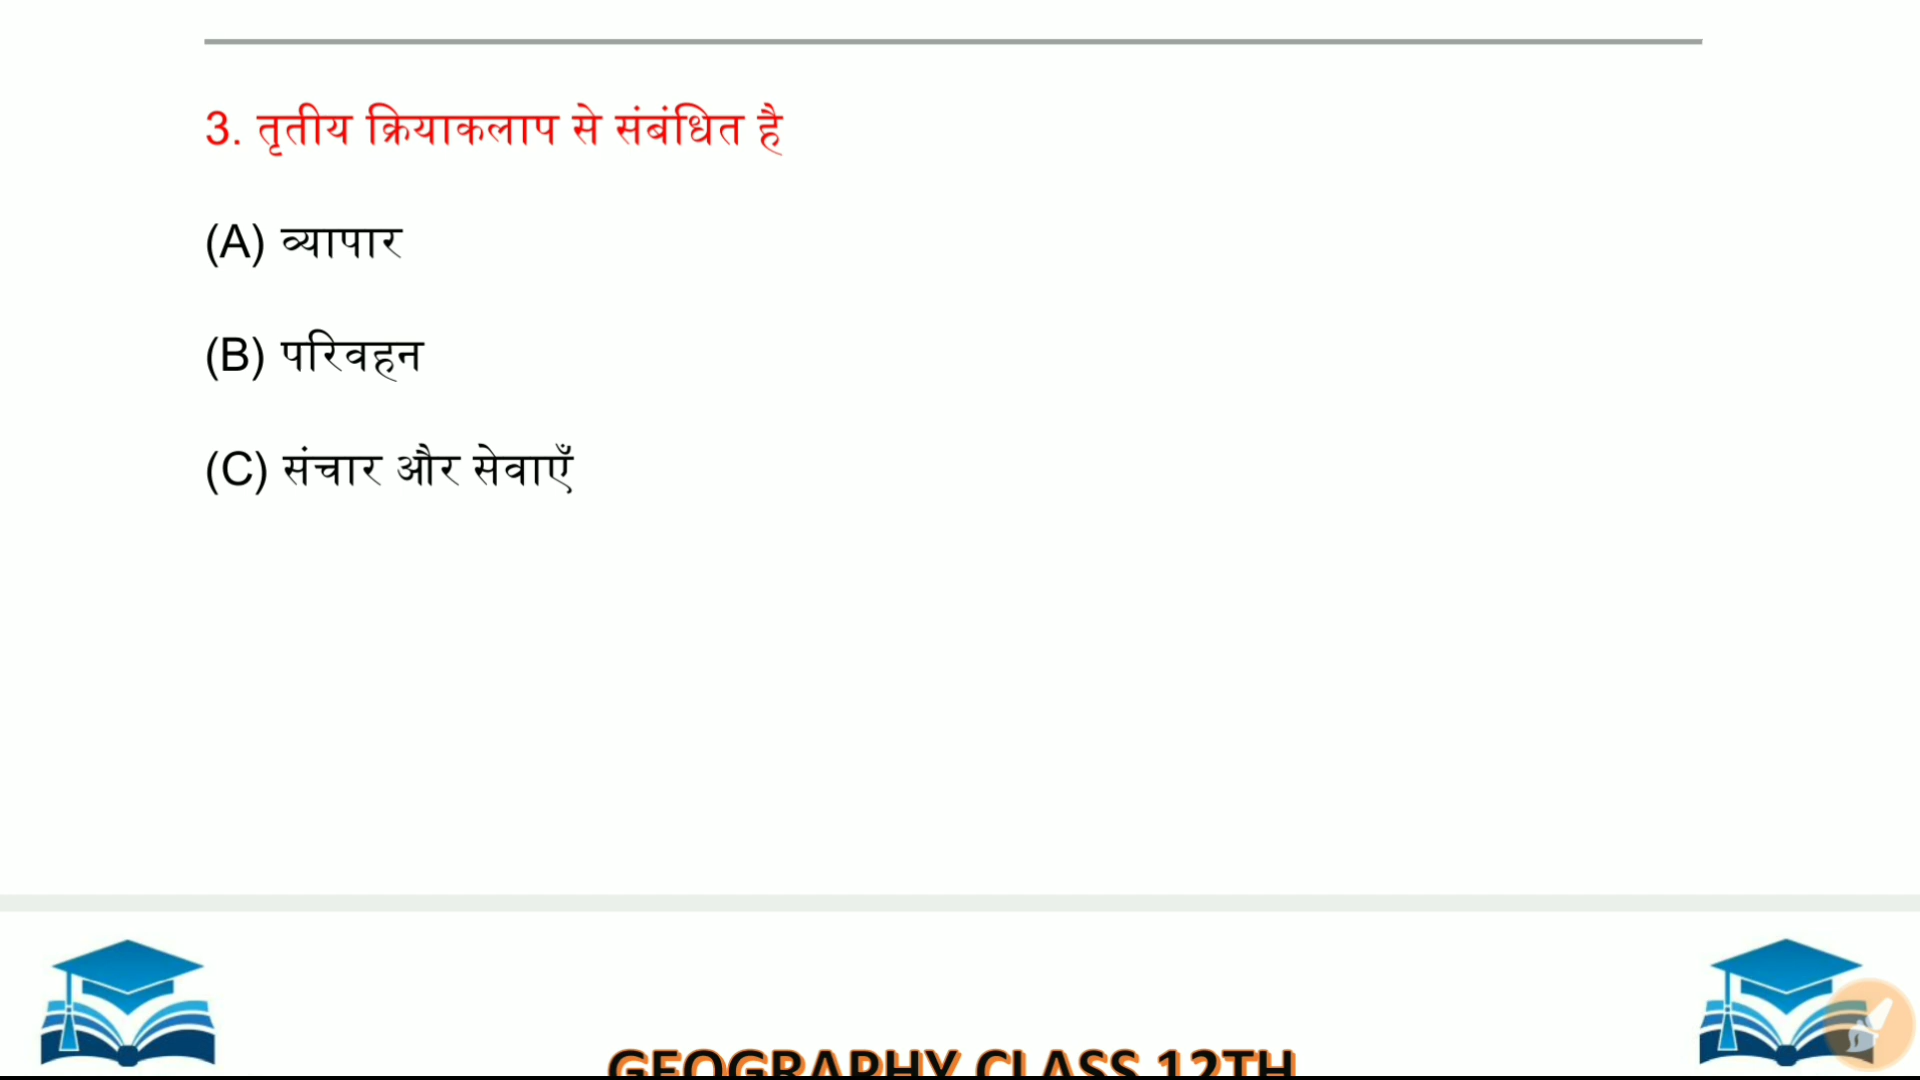 3. तृतीय क्रियाकलाप से संबंधित है
(A) व्यापार
(B) परिवहन
(C) संचार और सेवाएँ
GEOGRAPHY CLASS 12TH